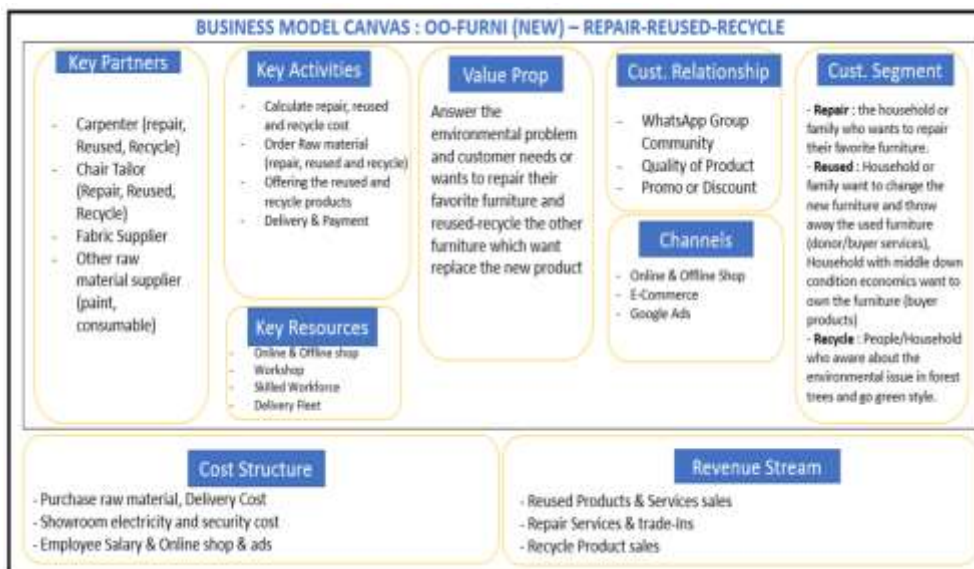 BUSINESS MODEL CANVAS : OO-FURNI (NEW) – REPAIR-REUSED-RECYCLE
Key Partners
- Carpenter (repair,
Reused, Recycle)
- Chair Tailor
(Repair, Reused,
Recycle)
- Fabric Supplier
- Other raw
material supplier
(paint,
consumable)
Key Activities
- Calculate repair, reused
and recycle cost
- Order Raw material
(repair, reused and recycle)
- Offering the reused and
recycle products
- Delivery & Payment
Key Resources
- Online & Offline shop
- Workshop
- Skilled Workforce
- Delivery Fleet
Value Prop
Answer the
environmental problem
and customer needs or
wants to repair their
favorite furniture and
reused-recycle the other
furniture which want
replace the new product
Cust. Relationship
- WhatsApp Group
Community
- Quality of Product
- Promo or Discount
Channels
- Online & Offline Shop
- E-Commerce
- Google Ads
Cust. Segment
- Repair : the household or
family who wants to repair
their favorite furniture.
- Reused : Household or
family want to change the
new furniture and throw
away the used furniture
(donor/buyer services),
Household with middle down
condition economics want to
own the furniture (buyer
products)
- Recycle : People/Household
who aware about the
environmental issue in forest
trees and go green style.
Cost Structure
- Purchase raw material, Delivery Cost
- Showroom electricity and security cost
- Employee Salary & Online shop & ads
Revenue Stream
- Reused Products & Services sales
- Repair Services & trade-ins
- Recycle Product sales